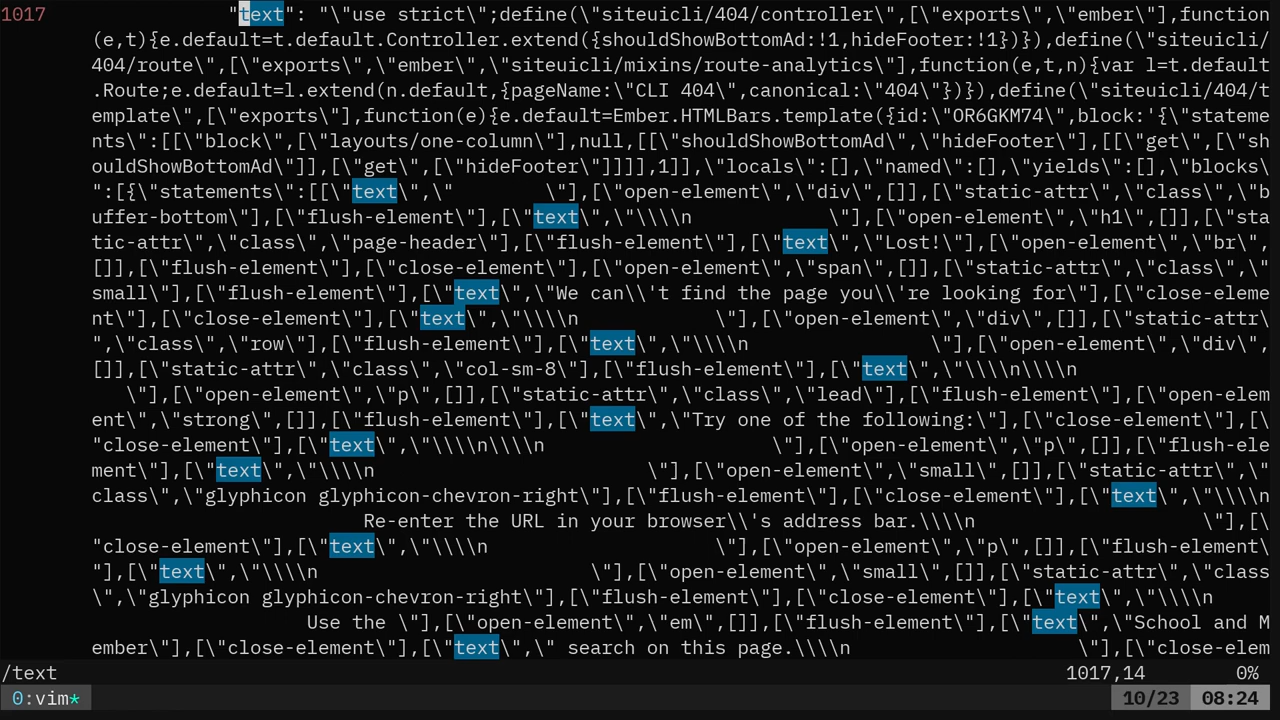 1017 "text": "\"use strict\";define(\"siteuicli/404/controller\",[\"exports\",\"ember\"],function
(e,t){e.default=t.default.Controller.extend({shouldShowBottomAd:!1,hideFooter:!1})}),define(\"siteuicli/
404/route\",[\"exports\",\"ember\",\"siteuicli/mixins/route-analytics\"],function(e,t,n){var l=t.default
.Route;e.default=l.extend(n.default,{pageName:\"CLI 404\",canonical:\"404\"})}),define(\"siteuicli/404/t
emplate\",[\"exports\"],function(e){e.default=Ember.HTMLBars.template({id:\"OR6GKM74\",block:'{\"stateme
nts\":[[\"block\",[\"layouts/one-column\"],null,[[\"shouldShowBottomAd\",\"hideFooter\"],[[\"get\",[\"sh
ouldShowBottomAd\"]],[\"get\",[\"hideFooter\"]]]],1]],\"locals\":[],\"named\":[],\"yields\":[],\"blocks\
":[{\"statements\":[[\"text\",\"        \"],[\"open-element\",\"div\",[]],[\"static-attr\",\"class\",\"b
uffer-bottom\"],[\"flush-element\"],[\"text\",\"\\\\n            \"],[\"open-element\",\"h1\",[]],[\"sta
tic-attr\",\"class\",\"page-header\"],[\"flush-element\"],[\"text\",\"Lost!\"],[\"open-element\",\"br\",
[]],[\"flush-element\"],[\"close-element\"],[\"open-element\",\"span\",[]],[\"static-attr\",\"class\",\"
small\"],[\"flush-element\"],[\"text\",\"We can\\'t find the page you\\'re looking for\"],[\"close-eleme
nt\"],[\"close-element\"],[\"text\",\"\\\\n            \"],[\"open-element\",\"div\",[]],[\"static-attr\
",\"class\",\"row\"],[\"flush-element\"],[\"text\",\"\\\\n                \"],[\"open-element\",\"div\",
[]],[\"static-attr\",\"class\",\"col-sm-8\"],[\"flush-element\"],[\"text\",\"\\\\n\\\\n
\"],[\"open-element\",\"p\",[]],[\"static-attr\",\"class\",\"lead\"],[\"flush-element\"],[\"open-elem
ent\",\"strong\",[]],[\"flush-element\"],[\"text\",\"Try one of the following:\"],[\"close-element\"],[\
"close-element\"],[\"text\",\"\\\\n\\\\n                    \"],[\"open-element\",\"p\",[]],[\"flush-ele
ment\"],[\"text\",\"\\\\n                        \"],[\"open-element\",\"small\",[]],[\"static-attr\",\"
class\",\"glyphicon glyphicon-chevron-right\"],[\"flush-element\"],[\"close-element\"],[\"text\",\"\\\\n
Re-enter the URL in your browser\\'s address bar.\\\\n                    \"],[\
"close-element\"],[\"text\",\"\\\\n                    \"],[\"open-element\",\"p\",[]],[\"flush-element\
"],[\"text\",\"\\\\n                        \"],[\"open-element\",\"small\",[]],[\"static-attr\",\"class
\",\"glyphicon glyphicon-chevron-right\"],[\"flush-element\"],[\"close-element\"],[\"text\",\"\\\\n
Use the \"],[\"open-element\",\"em\",[]],[\"flush-element\"],[\"text\",\"School and M
ember\"],[\"close-element\"],[\"text\",\" search on this page.\\\\n                    \"],[\"close-elem
/text 1017,14 0%
0:vim* 10/23 08:24